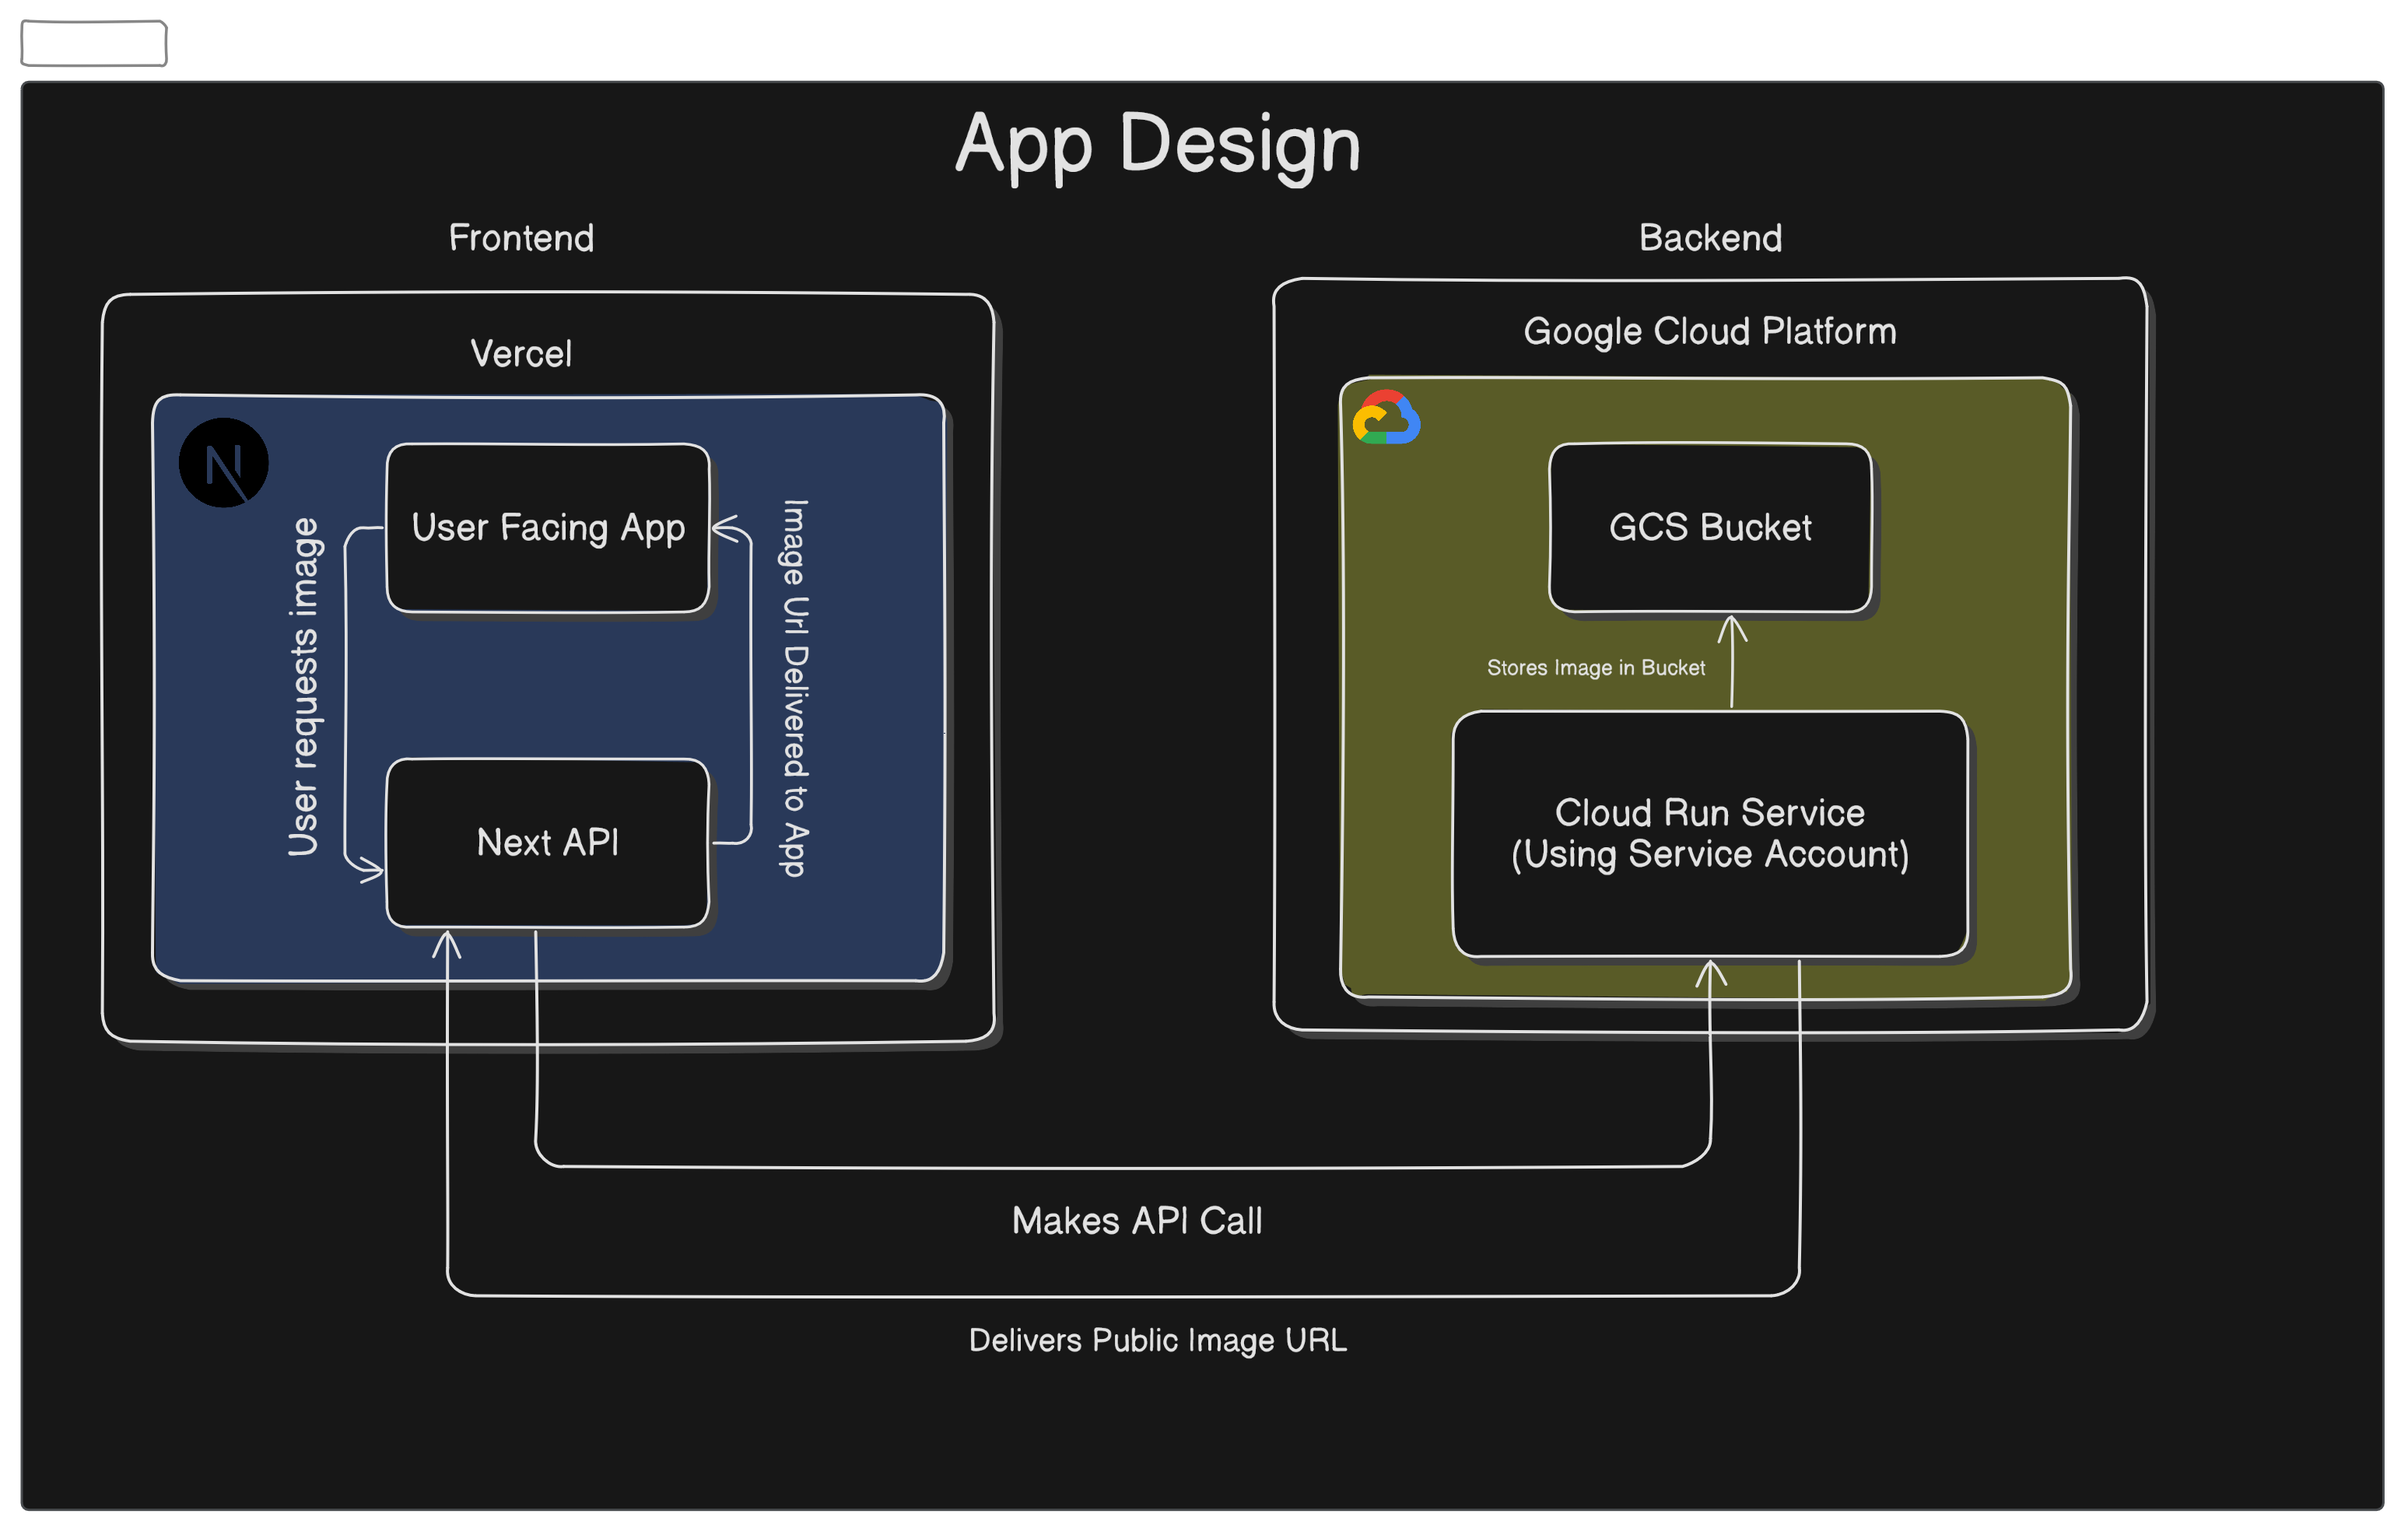 App Design
Frontend
Vercel
N
User Facing App
User requests image
Image Url Delivered to App
Next API
Backend
Google Cloud Platform
GCS Bucket
Stores Image in Bucket
Cloud Run Service
(Using Service Account)
Makes API Call
Delivers Public Image URL